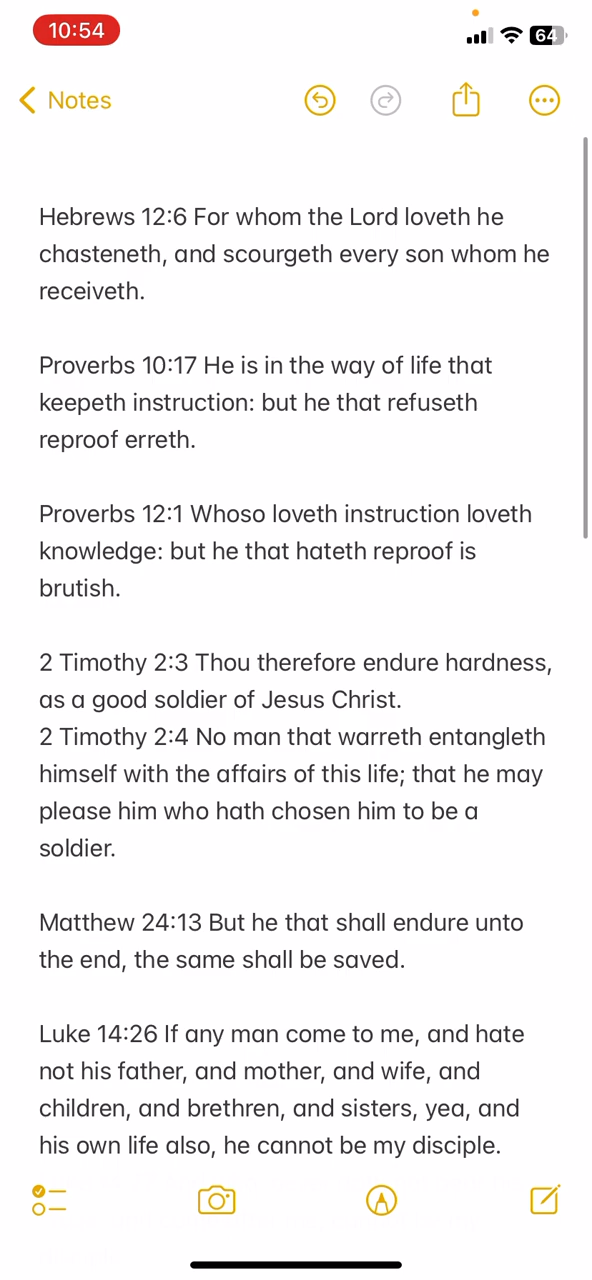 10:54
64
Notes
Hebrews 12:6 For whom the Lord loveth he
chasteneth, and scourgeth every son whom he
receiveth.
Proverbs 10:17 He is in the way of life that
keepeth instruction: but he that refuseth
reproof erreth.
Proverbs 12:1 Whoso loveth instruction loveth
knowledge: but he that hateth reproof is
brutish.
2 Timothy 2:3 Thou therefore endure hardness,
as a good soldier of Jesus Christ.
2 Timothy 2:4 No man that warreth entangleth
himself with the affairs of this life; that he may
please him who hath chosen him to be a
soldier.
Matthew 24:13 But he that shall endure unto
the end, the same shall be saved.
Luke 14:26 If any man come to me, and hate
not his father, and mother, and wife, and
children, and brethren, and sisters, yea, and
his own life also, he cannot be my disciple.